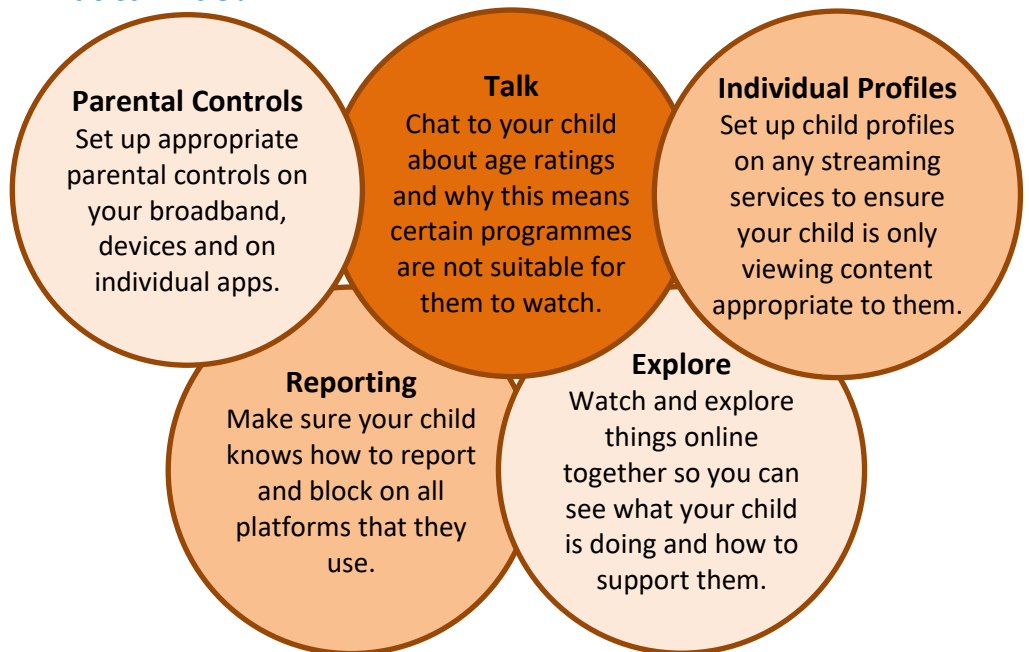 Parental Controls
Set up appropriate
parental controls on
your broadband,
devices and on
individual apps.
Talk
Chat to your child
about age ratings
and why this means
certain programmes
are not suitable for
them to watch.
Individual Profiles
Set up child profiles
on any streaming
services to ensure
your child is only
viewing content
appropriate to them.
Reporting
Make sure your child
knows how to report
and block on all
platforms that they
use.
Explore
Watch and explore
things online
together so you can
see what your child
is doing and how to
support them.